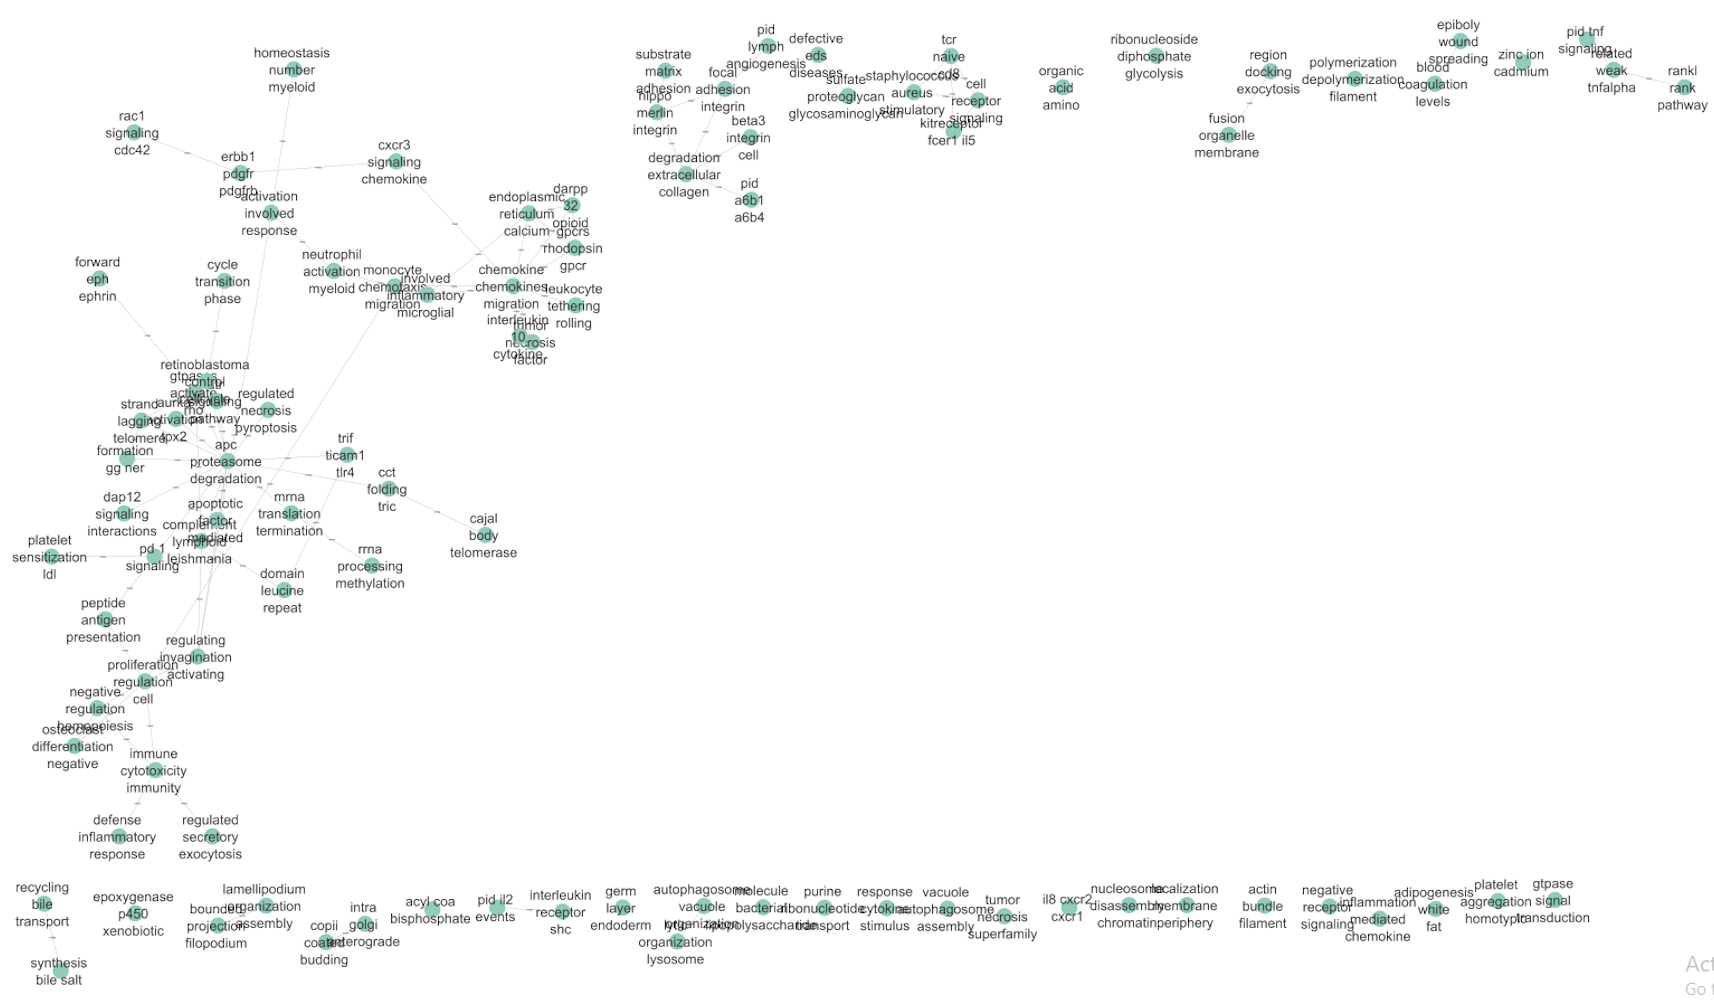 homeostasis
number
myeloid
rac1
signaling
cdc42
erbb1
pdgfr
pdgfrb
cxcr3
signaling
chemokine
activation
involved
response
neutrophil
activation
myeloid
monocyte
chemotaxis
migration
involved
inflammatory
microglial
endoplasmic
reticulum
calcium
darpp
32
opioid
gpcrs
rhodopsin
gpcr
chemokine
chemokines
migration
leukocyte
tethering
rolling
interleukin
10
cytokine
tumor
necrosis
factor
forward
eph
ephrin
cycle
transition
phase
retinoblastoma
control
activate
rho
signaling
pathway
regulated
necrosis
pyroptosis
strand
lagging
telomere
aurka
activation
tpx2
formation
gg ner
apc
proteasome
degradation
trif
ticam1
tlr4
cct
folding
tric
cajal
body
telomerase
dap12
signaling
interactions
apoptotic
factor
mediated
complement
lymphoid
leishmania
mrna
translation
termination
rrna
processing
methylation
domain
leucine
repeat
platelet
sensitization
ldl
pd 1
signaling
peptide
antigen
presentation
regulating
invagination
activating
proliferation
regulation
cell
negative
regulation
hemopoiesis
osteoclast
differentiation
negative
immune
cytotoxicity
immunity
defense
inflammatory
response
regulated
secretory
exocytosis
substrate
matrix
adhesion
pid
lymph
angiogenesis
focal
adhesion
integrin
hippo
merlin
integrin
beta3
integrin
cell
degradation
extracellular
collagen
pid
a6b1
a6b4
defective
eds
diseases
sulfate
proteoglycan
glycosaminoglycan
staphylococcus
aureus
stimulatory
tcr
naive
cd8
cell
receptor
signaling
kitreceptor
fcer1 il5
organic
acid
amino
ribonucleoside
diphosphate
glycolysis
region
docking
exocytosis
fusion
organelle
membrane
polymerization
depolymerization
filament
epiboly
wound
spreading
blood
coagulation
levels
zinc ion
cadmium
pid tnf
signaling
related
weak
tnfalpha
rankl
rank
pathway
recycling
bile
transport
synthesis
bile salt
epoxygenase
p450
xenobiotic
bounded
projection
filopodium
lamellipodium
organization
assembly
copii
coated
budding
intra
golgi
anterograde
acyl coa
bisphosphate
pid il2
events
interleukin
receptor
shc
germ
layer
endoderm
autophagosome
vacuole
organization
lytic
organization
lysosome
molecule
bacterial
lipopolysaccharide
purine
ribonucleotide
transport
response
cytokine
stimulus
vacuole
autophagosome
assembly
tumor
necrosis
superfamily
il8 cxcr2
cxcr1
nucleosome
disassembly
chromatin
localization
membrane
periphery
actin
bundle
filament
negative
receptor
signaling
inflammation
mediated
chemokine
adipogenesis
white
fat
platelet
aggregation
homotypic
gtpase
signal
transduction
Go